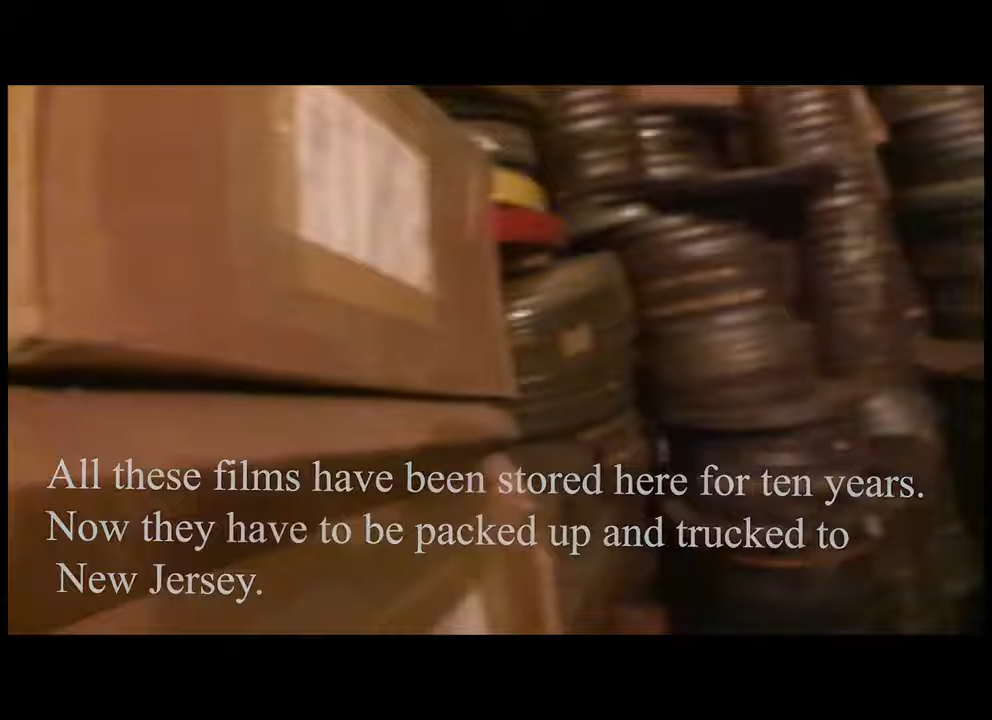 All these films have been stored here for ten years.
Now they have to be packed up and trucked to
New Jersey.